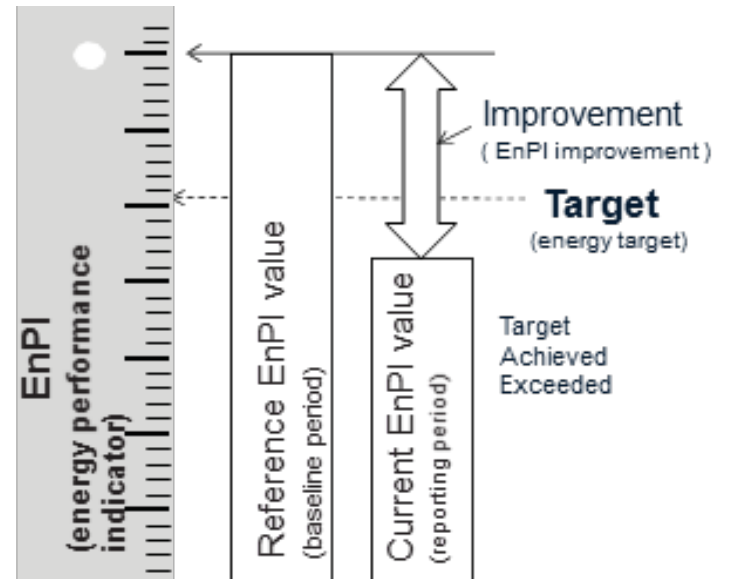 EnPI
(energy performance
indicator)
Reference EnPI value
(baseline period)
Current EnPI value
(reporting period)
Improvement
( EnPI improvement )
Target
(energy target)
Target
Achieved
Exceeded